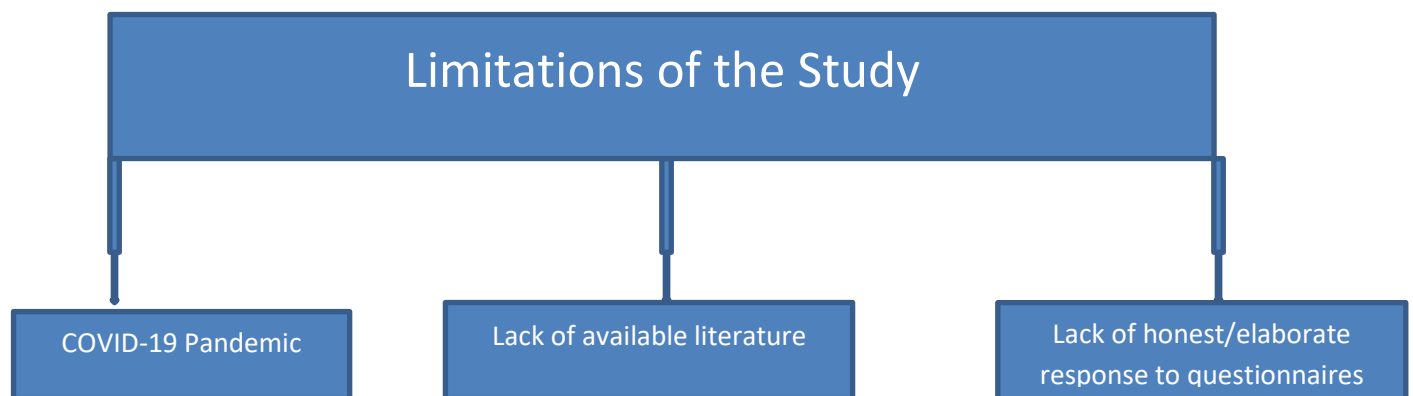 Limitations of the Study
COVID-19 Pandemic
Lack of available literature
Lack of honest/elaborate
response to questionnaires